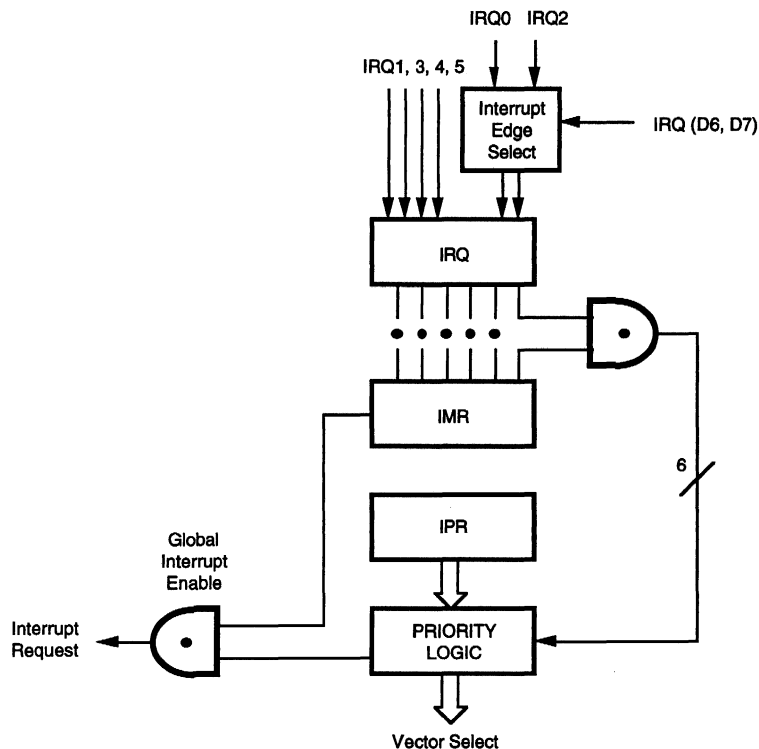 IRQ0 IRQ2
IRQ1, 3, 4, 5
Interrupt
Edge
Select
IRQ (D6, D7)
IRQ
IMR
6
IPR
Global
Interrupt
Enable
Interrupt
Request
PRIORITY
LOGIC
Vector Select